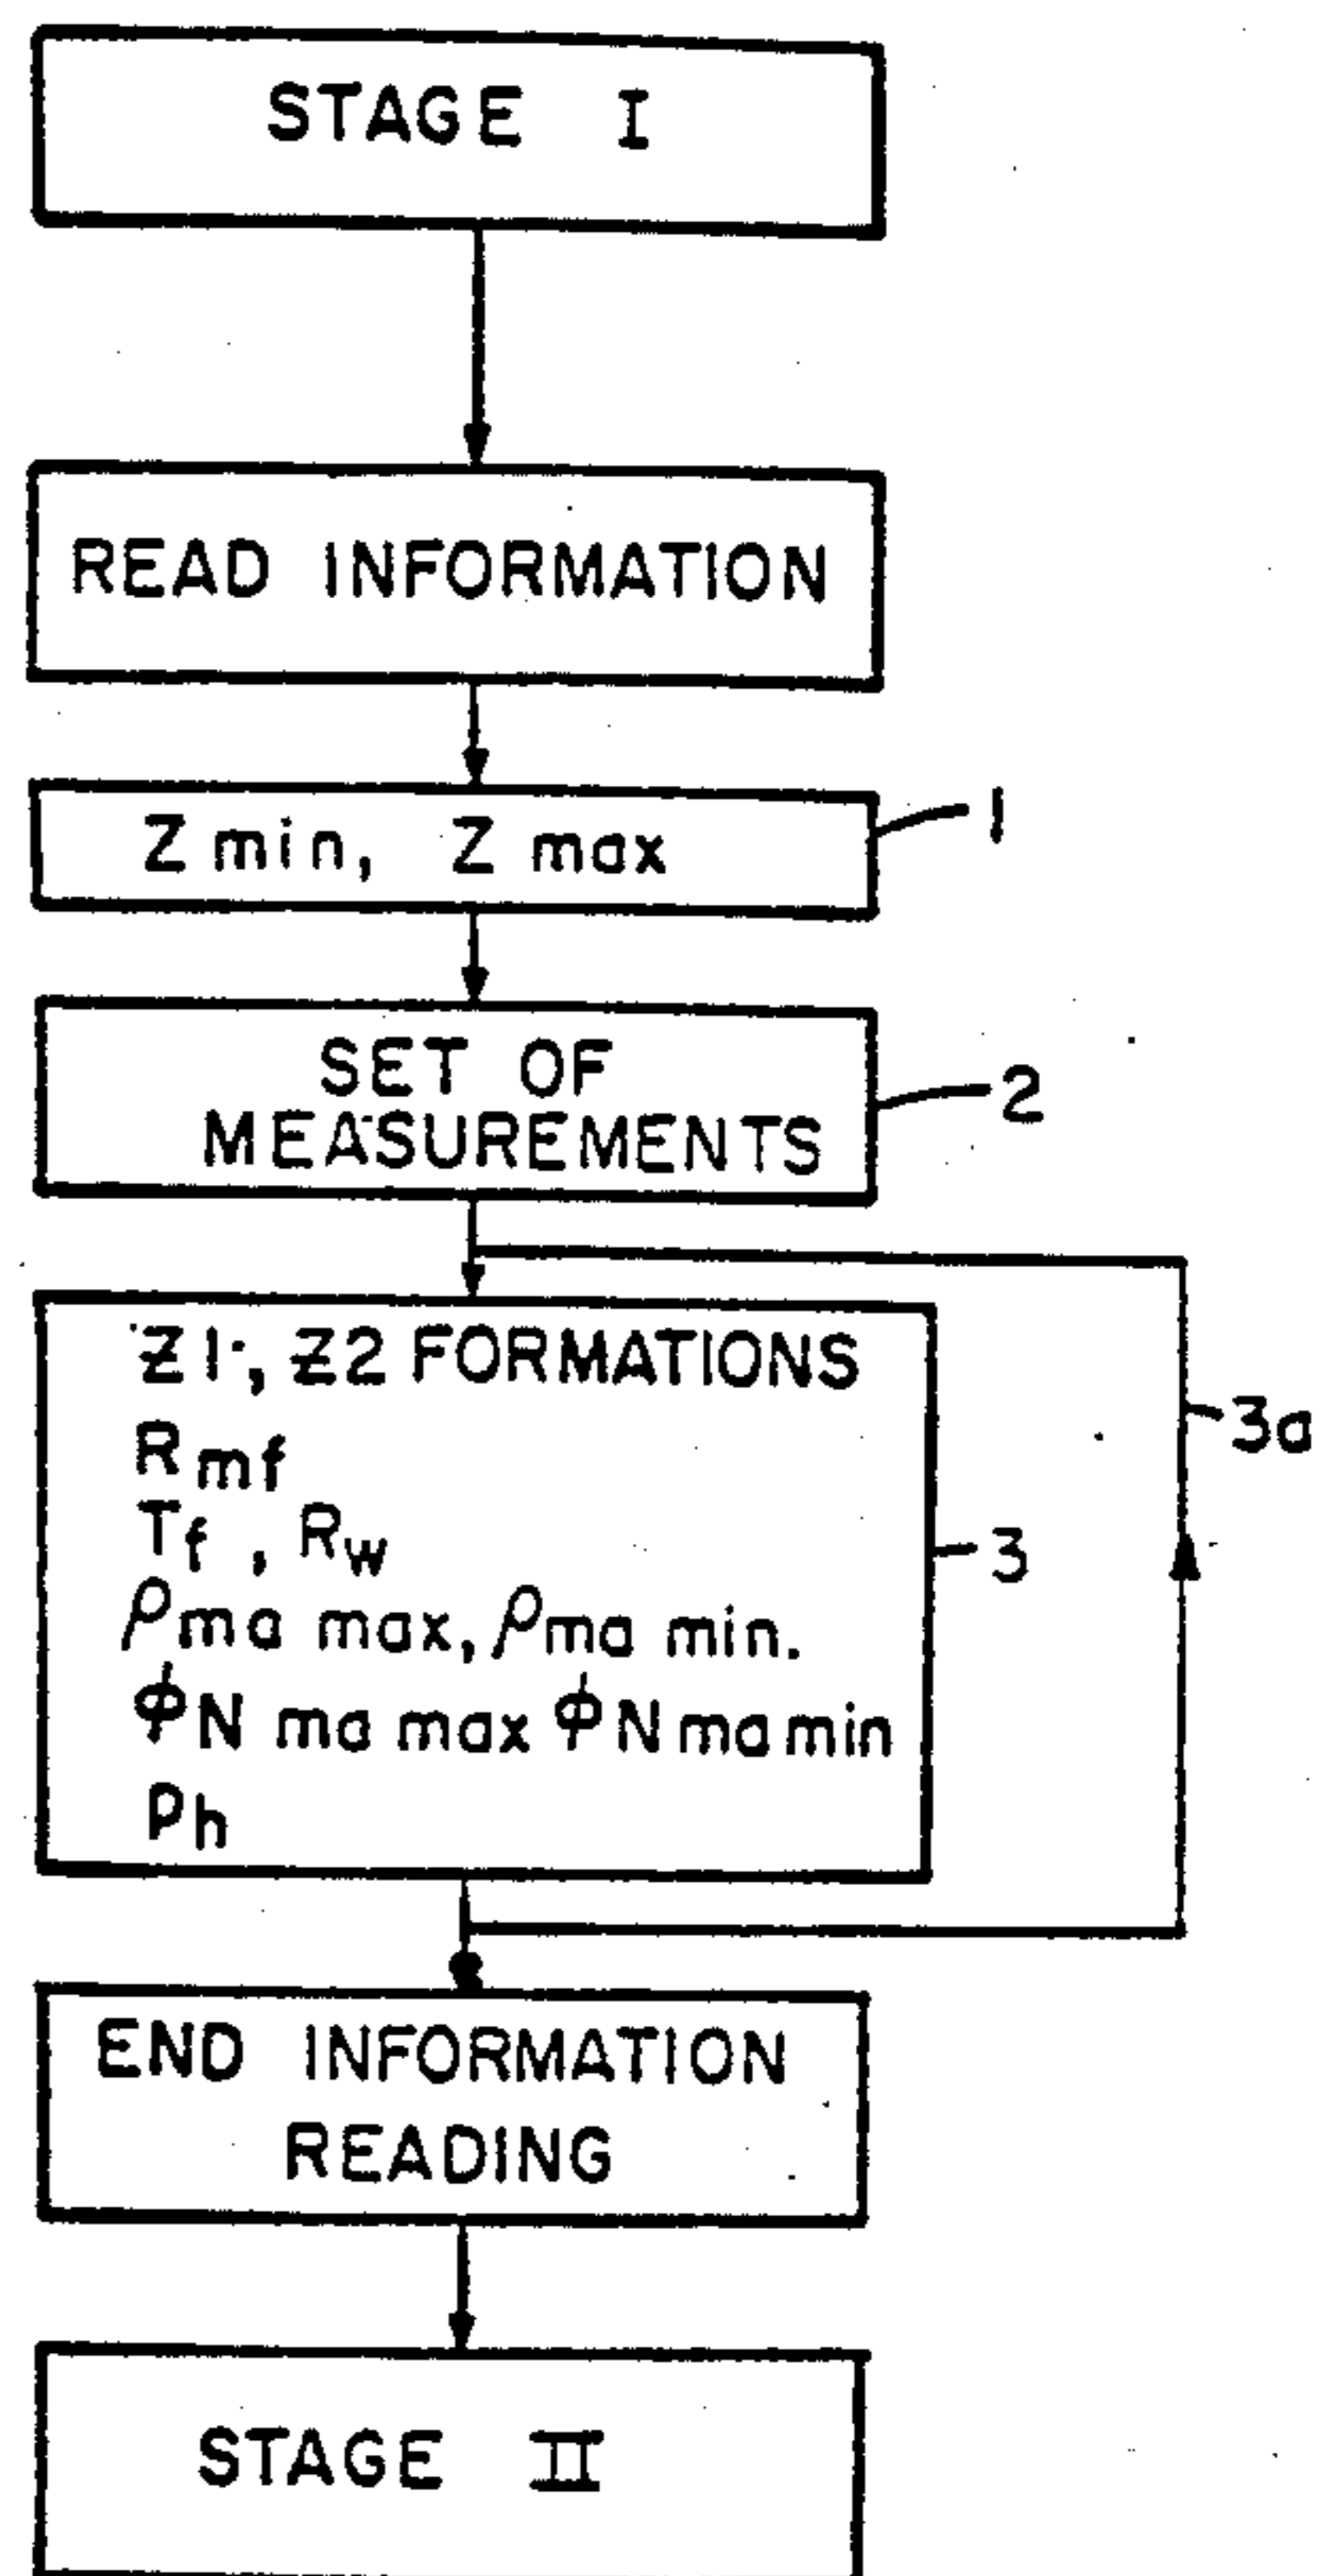 STAGE I
READ INFORMATION
Z min, Z max
1
SET OF
MEASUREMENTS
2
Z1, Z2 FORMATIONS
Rmf
Tf, Rw
ρma max, ρma min.
ϕN ma max ϕN ma min
ρh
3
3a
END INFORMATION
READING
STAGE II